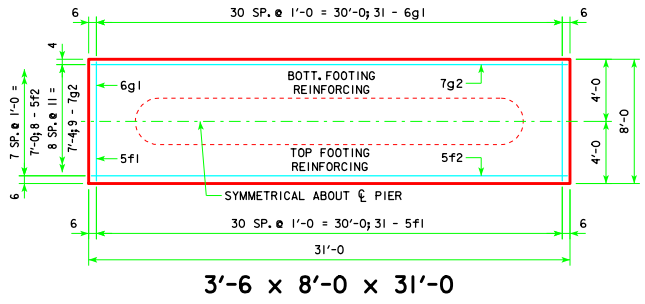 6
30 SP. @ 1'-0 = 30'-0; 31 - 6g1
6
4
BOTT. FOOTING
REINFORCING
6g1
7g2
7 SP. @ 1'-0 =
7'-0; 8 - 5f2
8 SP. @ 11 =
7'-4; 9 - 7g2
4'-0
8'-0
4'-0
TOP FOOTING
REINFORCING
5f1
5f2
6
SYMMETRICAL ABOUT ℄ PIER
6
30 SP. @ 1'-0 = 30'-0; 31 - 5f1
6
31'-0
3'-6 x 8'-0 x 31'-0